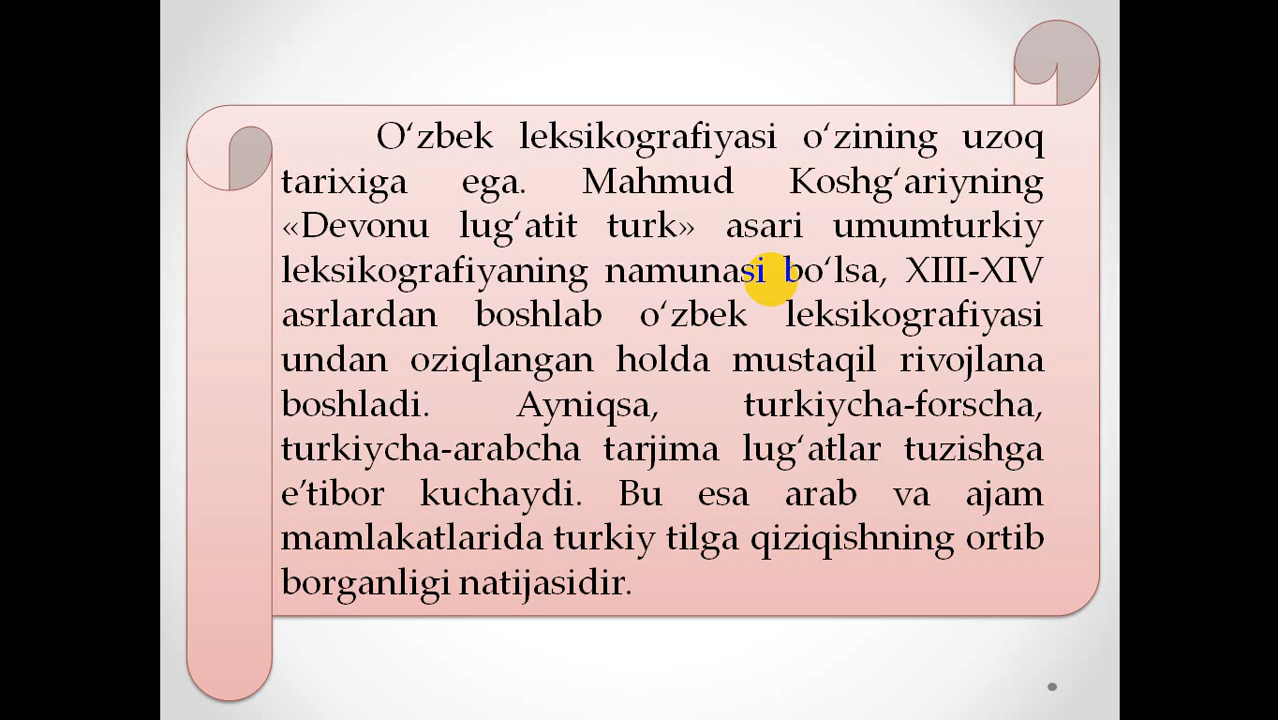 O‘zbek leksikografiyasi o‘zining uzoq
tarixiga ega. Mahmud Koshg‘ariyning
«Devonu lug‘atit turk» asari umumturkiy
leksikografiyaning namunasi bo‘lsa, XIII-XIV
asrlardan boshlab o‘zbek leksikografiyasi
undan oziqlangan holda mustaqil rivojlana
boshladi. Ayniqsa, turkiycha-forscha,
turkiycha-arabcha tarjima lug‘atlar tuzishga
e’tibor kuchaydi. Bu esa arab va ajam
mamlakatlarida turkiy tilga qiziqishning ortib
borganligi natijasidir.